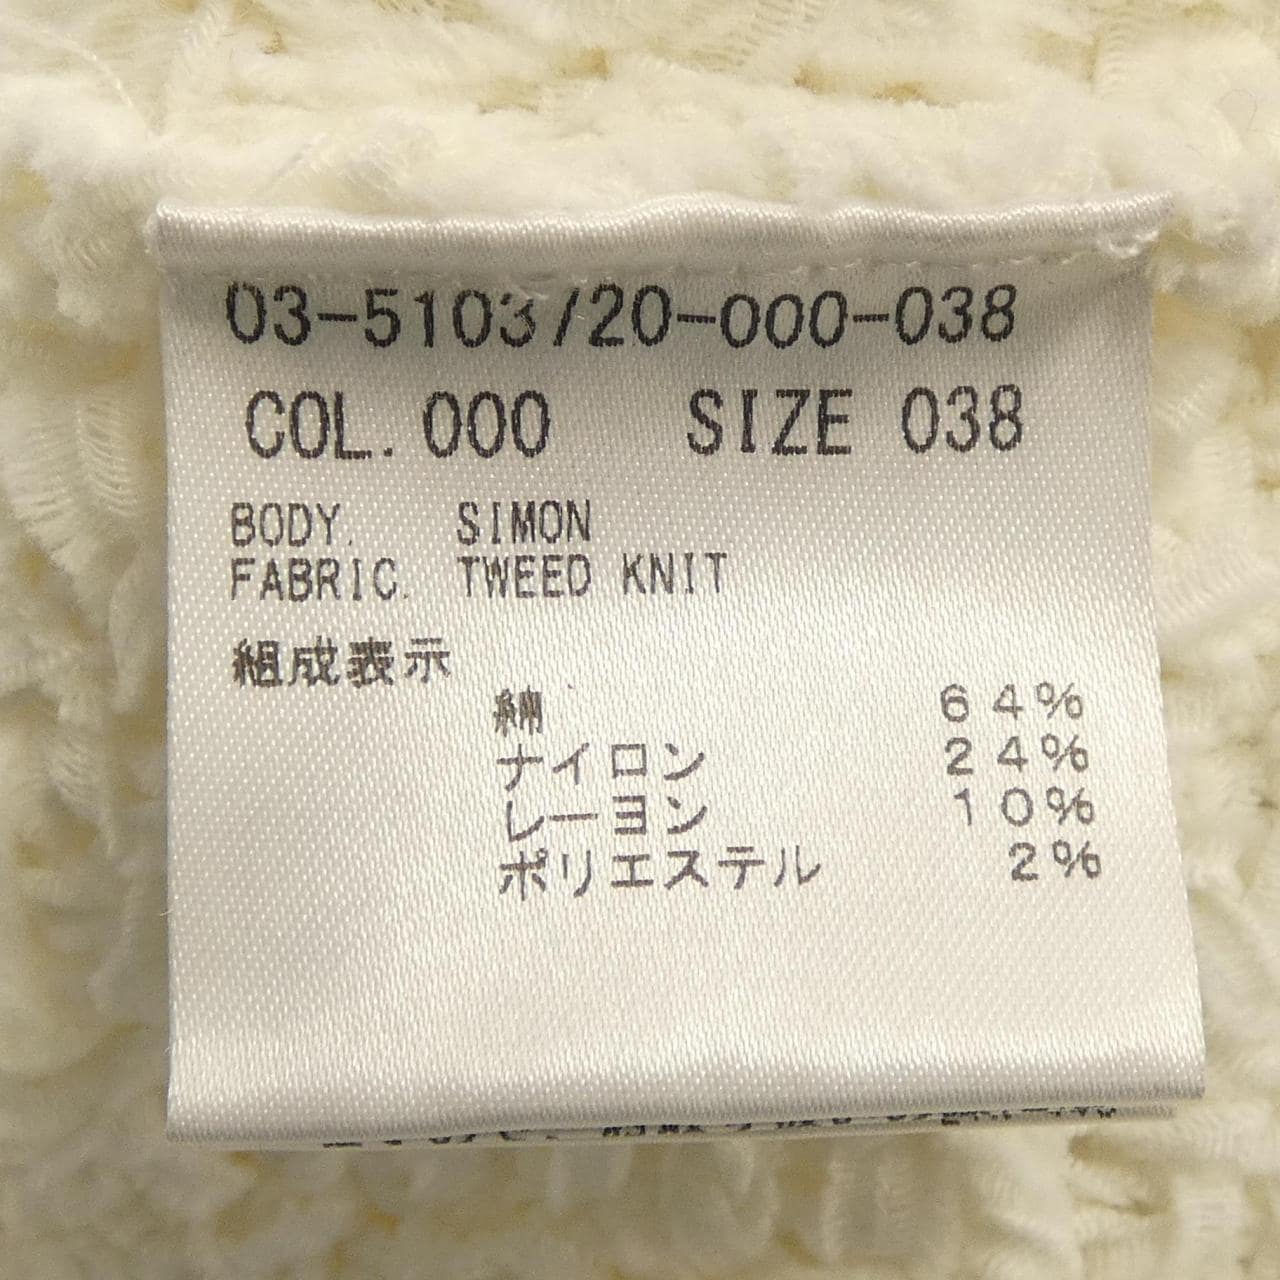 03-5103/20-000-038
COL. 000 SIZE 038
BODY. SIMON
FABRIC. TWEED KNIT
組成表示
綿 64%
ナイロン 24%
レーヨン 10%
ポリエステル 2%